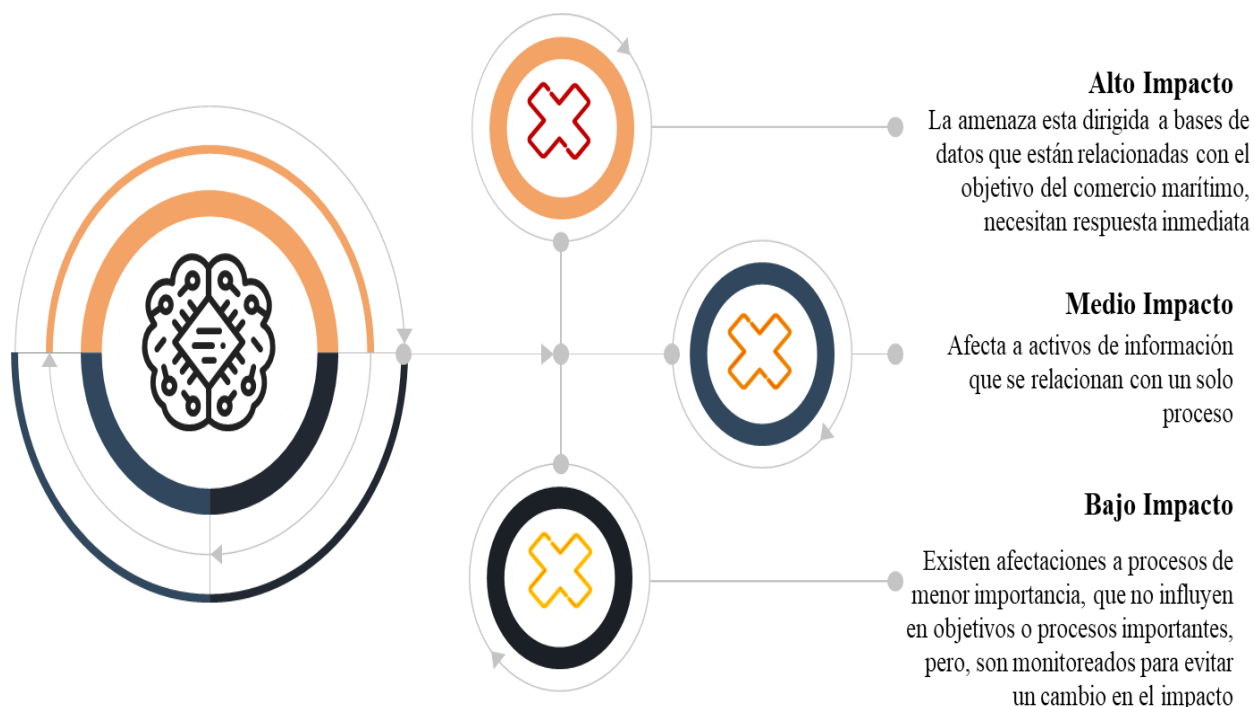 Alto Impacto
La amenaza esta dirigida a bases de
datos que están relacionadas con el
objetivo del comercio marítimo,
necesitan respuesta inmediata
Medio Impacto
Afecta a activos de información
que se relacionan con un solo
proceso
Bajo Impacto
Existen afectaciones a procesos de
menor importancia, que no influyen
en objetivos o procesos importantes,
pero, son monitoreados para evitar
un cambio en el impacto